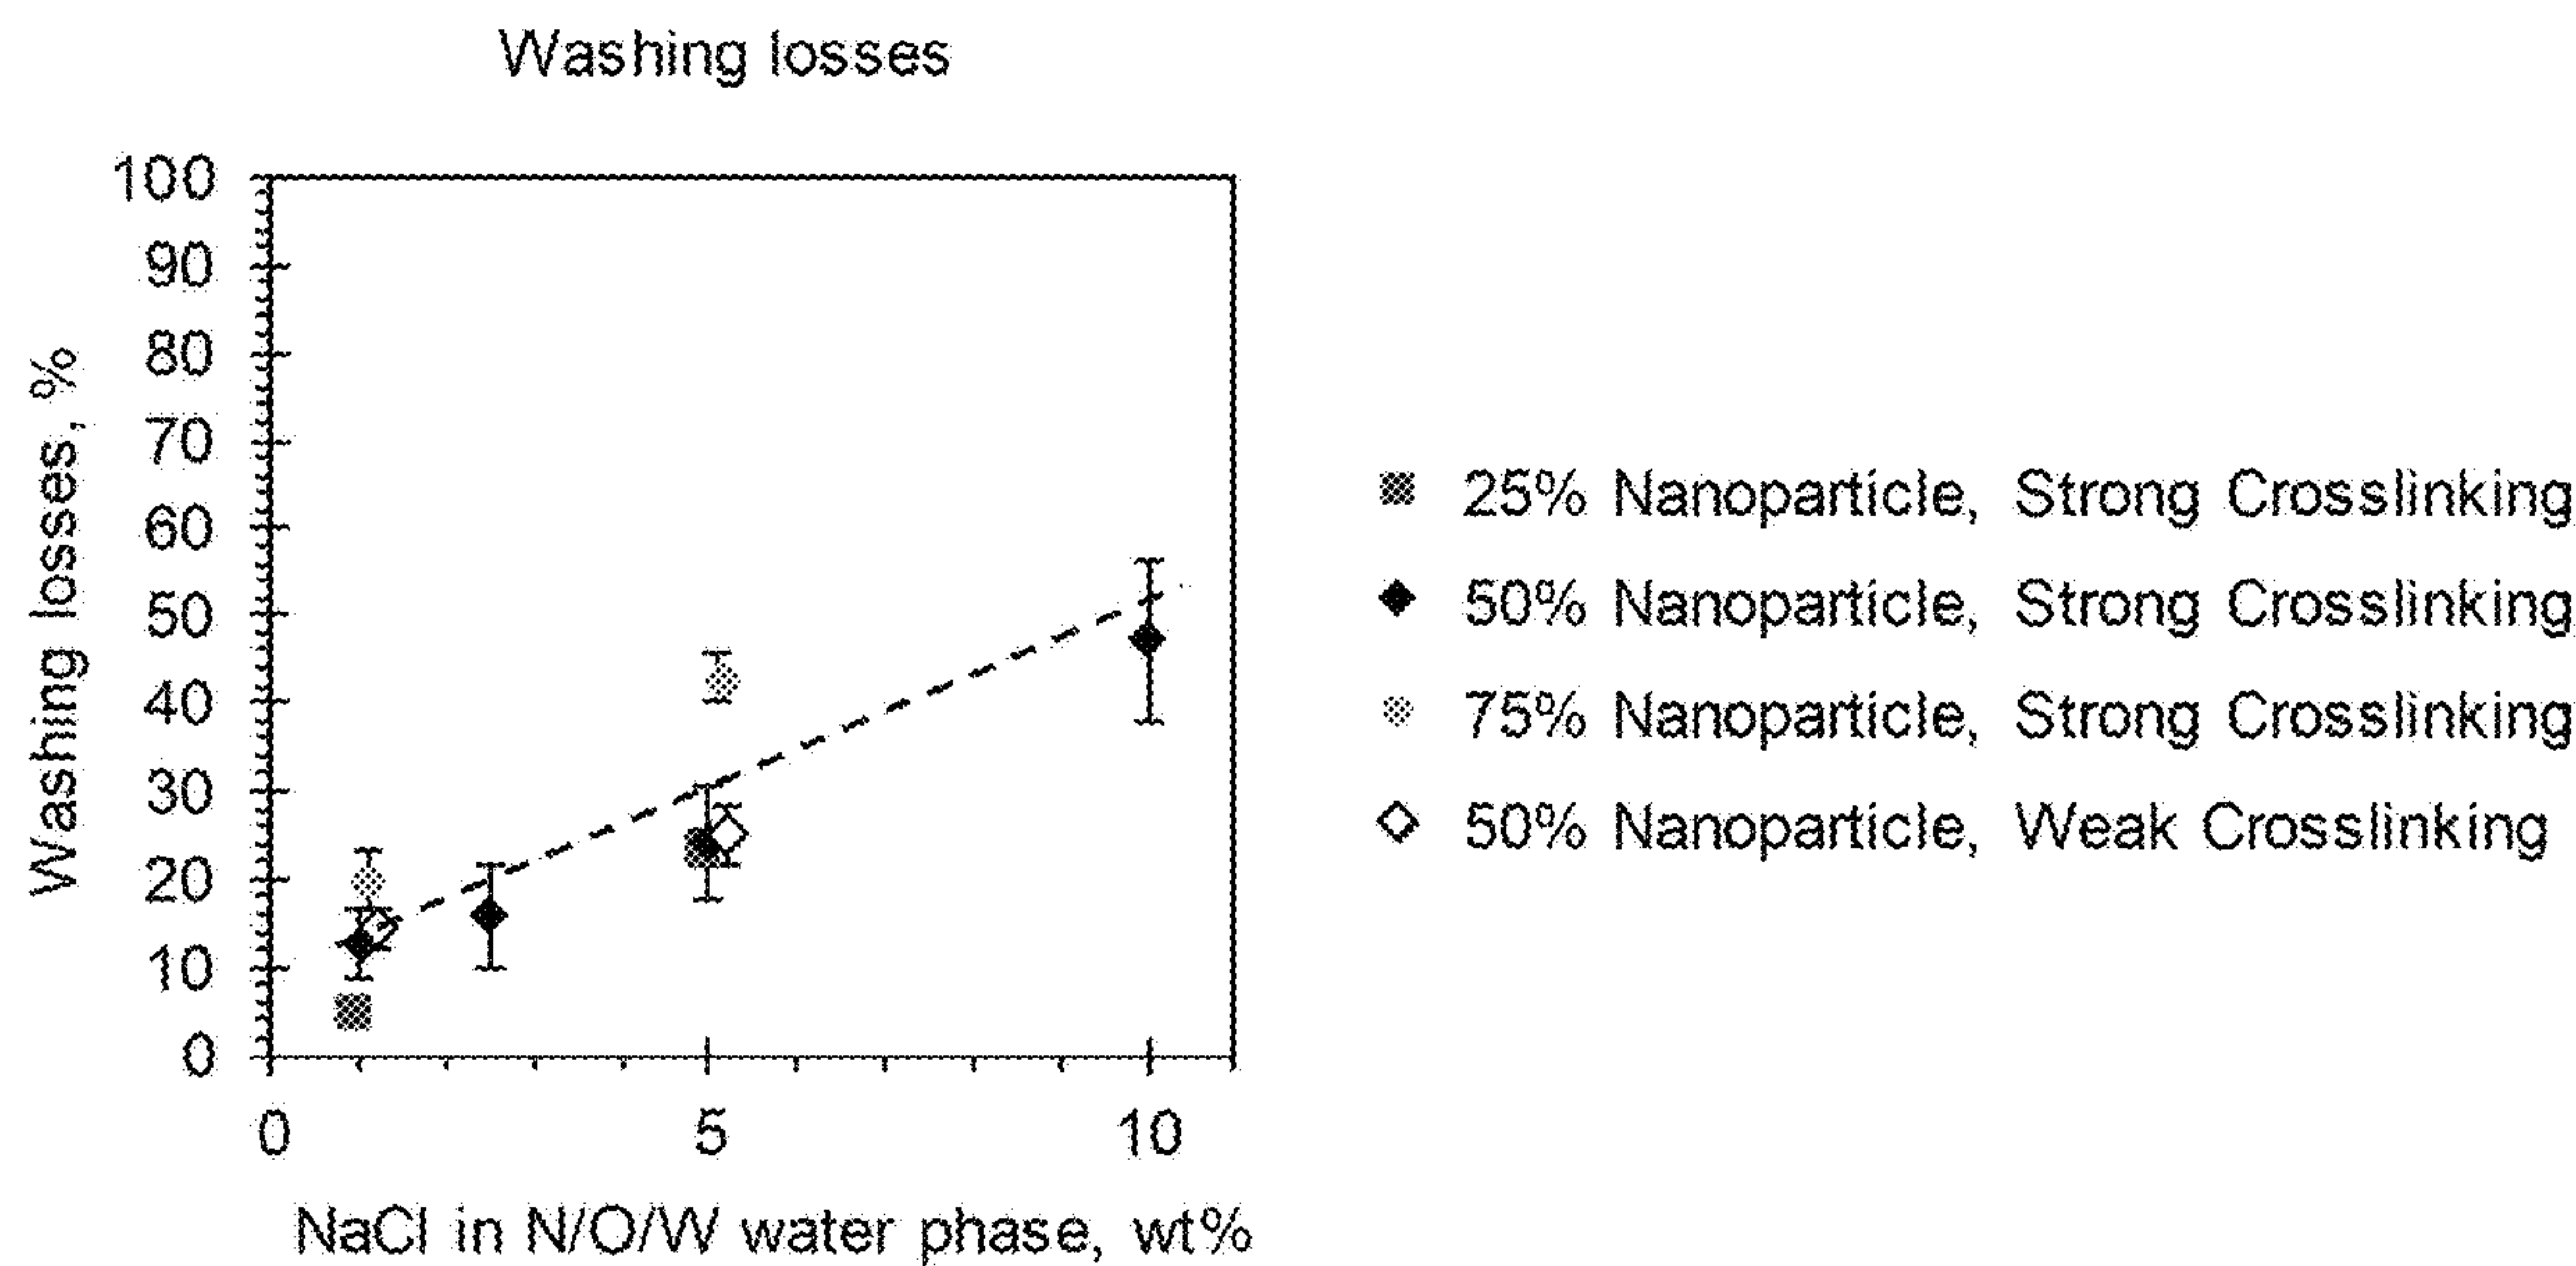 Washing losses
100
90
80
70
60
50
40
30
20
10
0
Washing losses, %
0 5 10
NaCl in N/O/W water phase, wt%
25% Nanoparticle, Strong Crosslinking
50% Nanoparticle, Strong Crosslinking
75% Nanoparticle, Strong Crosslinking
50% Nanoparticle, Weak Crosslinking